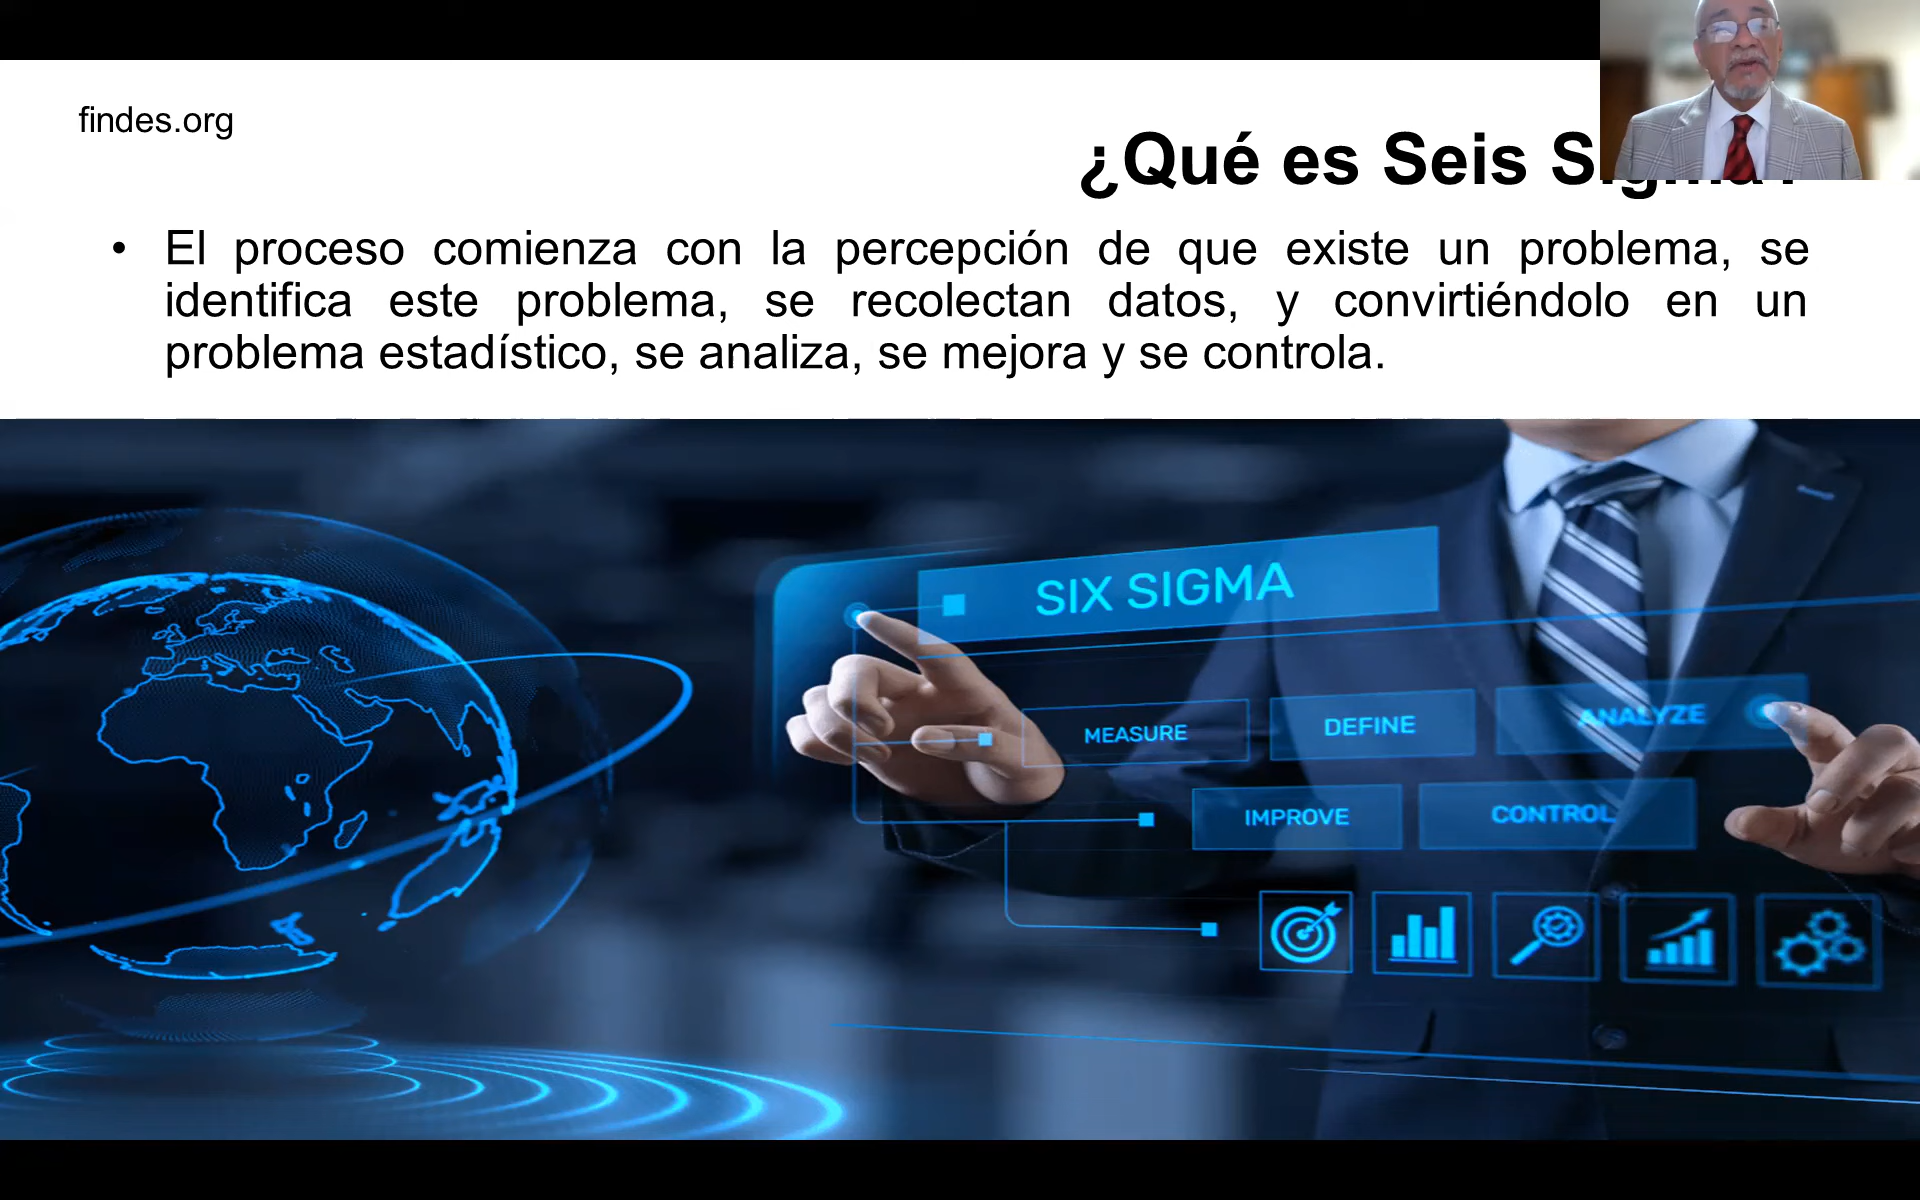 findes.org
¿Qué es Seis
El proceso comienza con la percepción de que existe un problema, se
identifica este problema, se recolectan datos, y convirtiéndolo en un
problema estadístico, se analiza, se mejora y se controla.
SIX SIGMA
MEASURE DEFINE ANALYZE
IMPROVE CONTROL